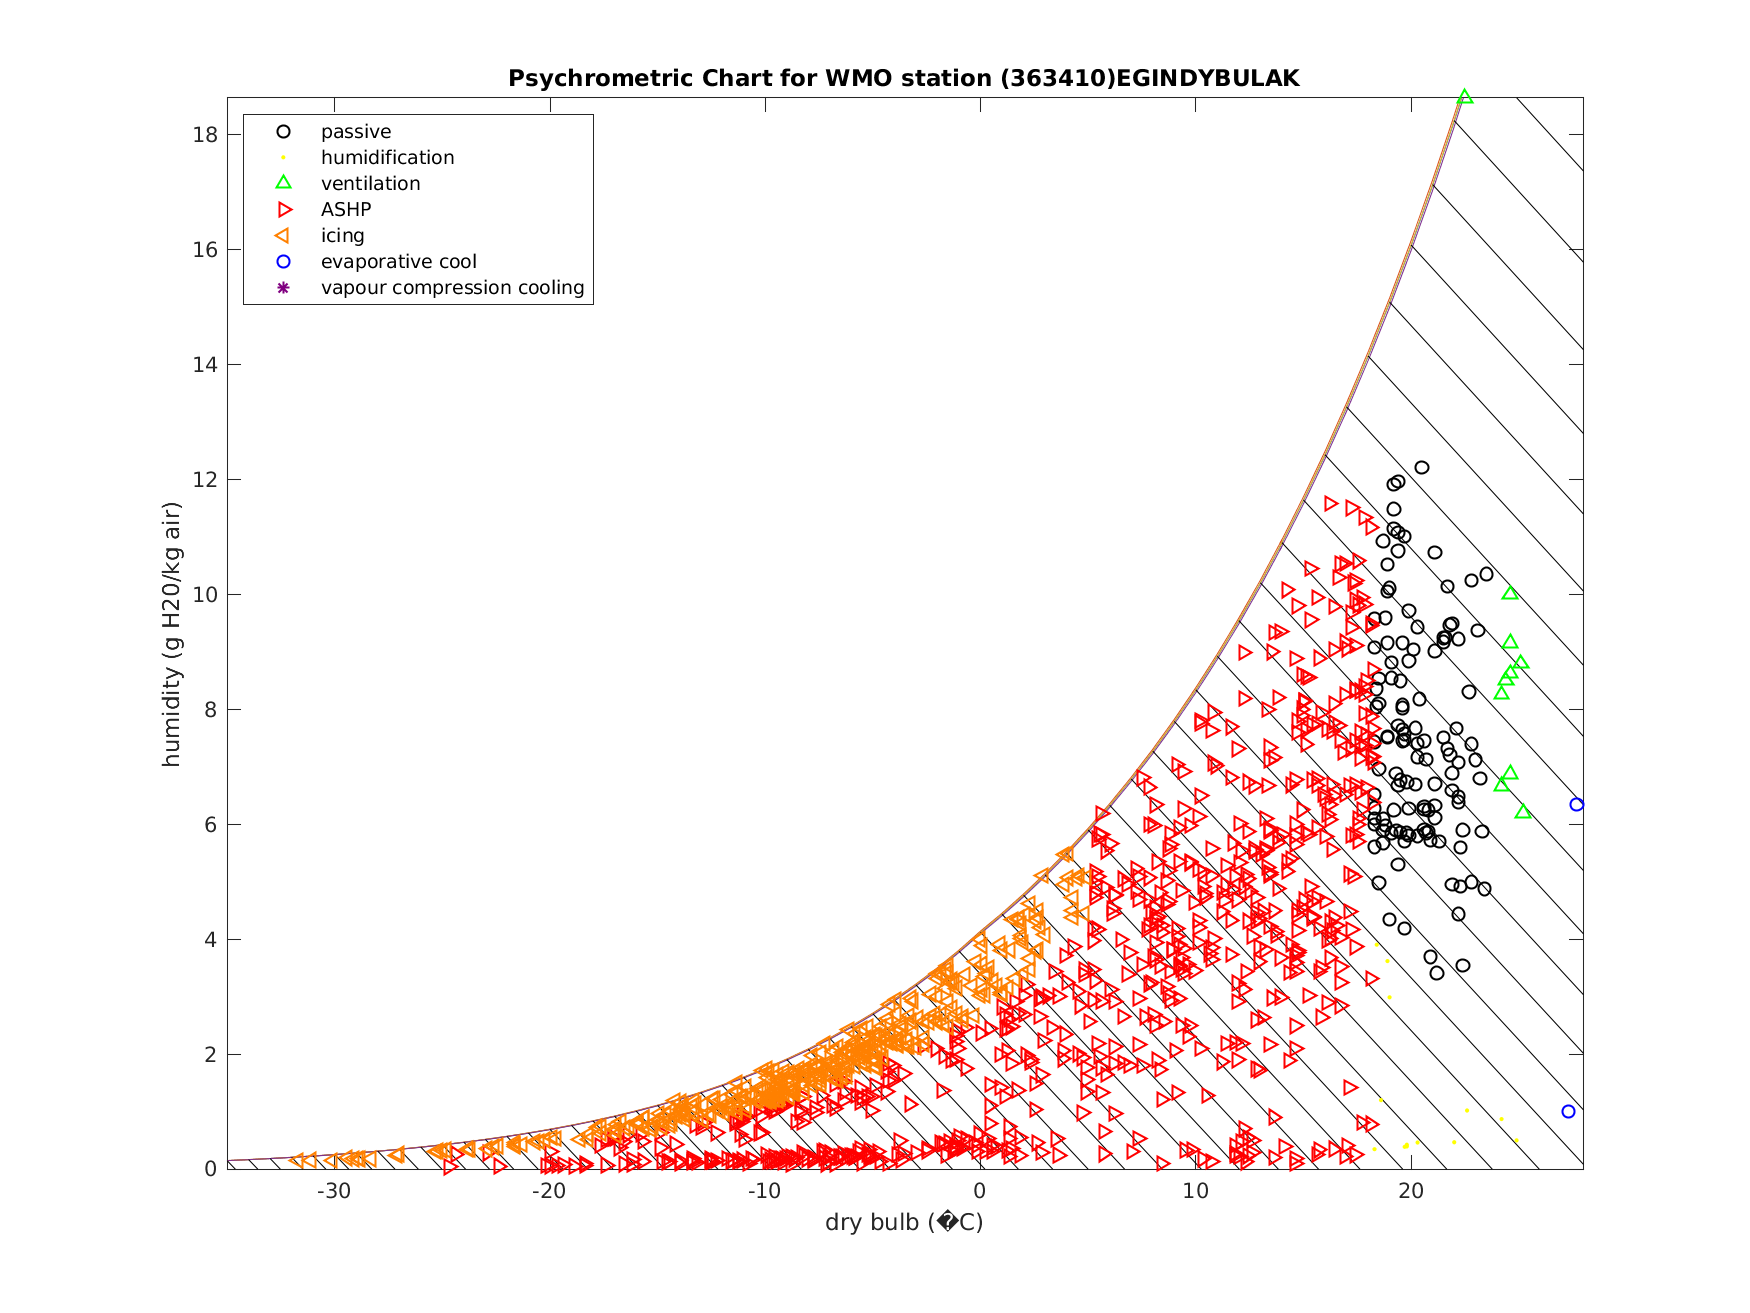 Psychrometric Chart for WMO station (363410)EGINDYBULAK
passive
humidification
ventilation
ASHP
icing
evaporative cool
vapour compression cooling
18
16
14
12
10
8
6
4
2
0
humidity (g H20/kg air)
-30
-20
-10
0
10
20
dry bulb (�C)